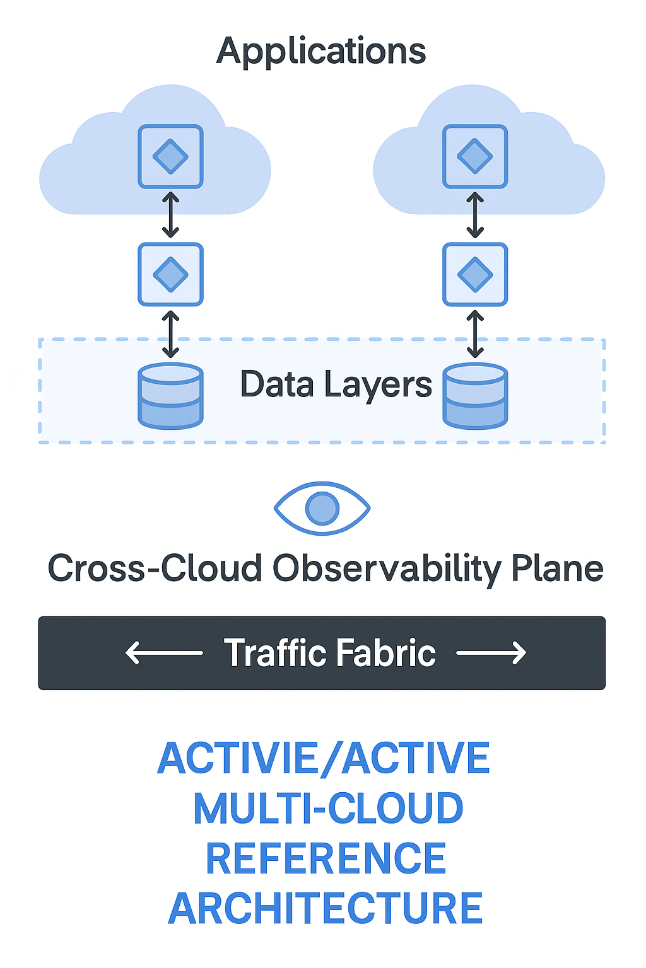 Applications
Data Layers
Cross-Cloud Observability Plane
Traffic Fabric
ACTIVIE/ACTIVE
MULTI-CLOUD
REFERENCE
ARCHITECTURE